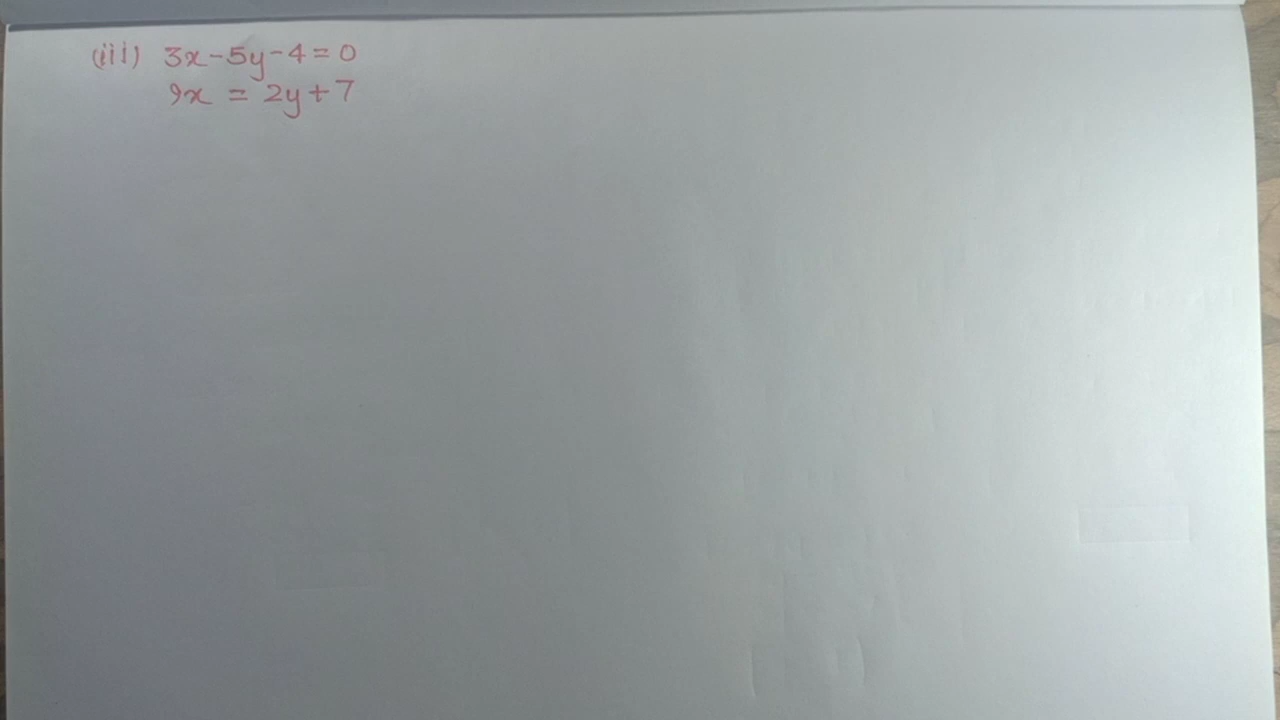 (iii) 3x-5y-4=0
9x = 2y+7